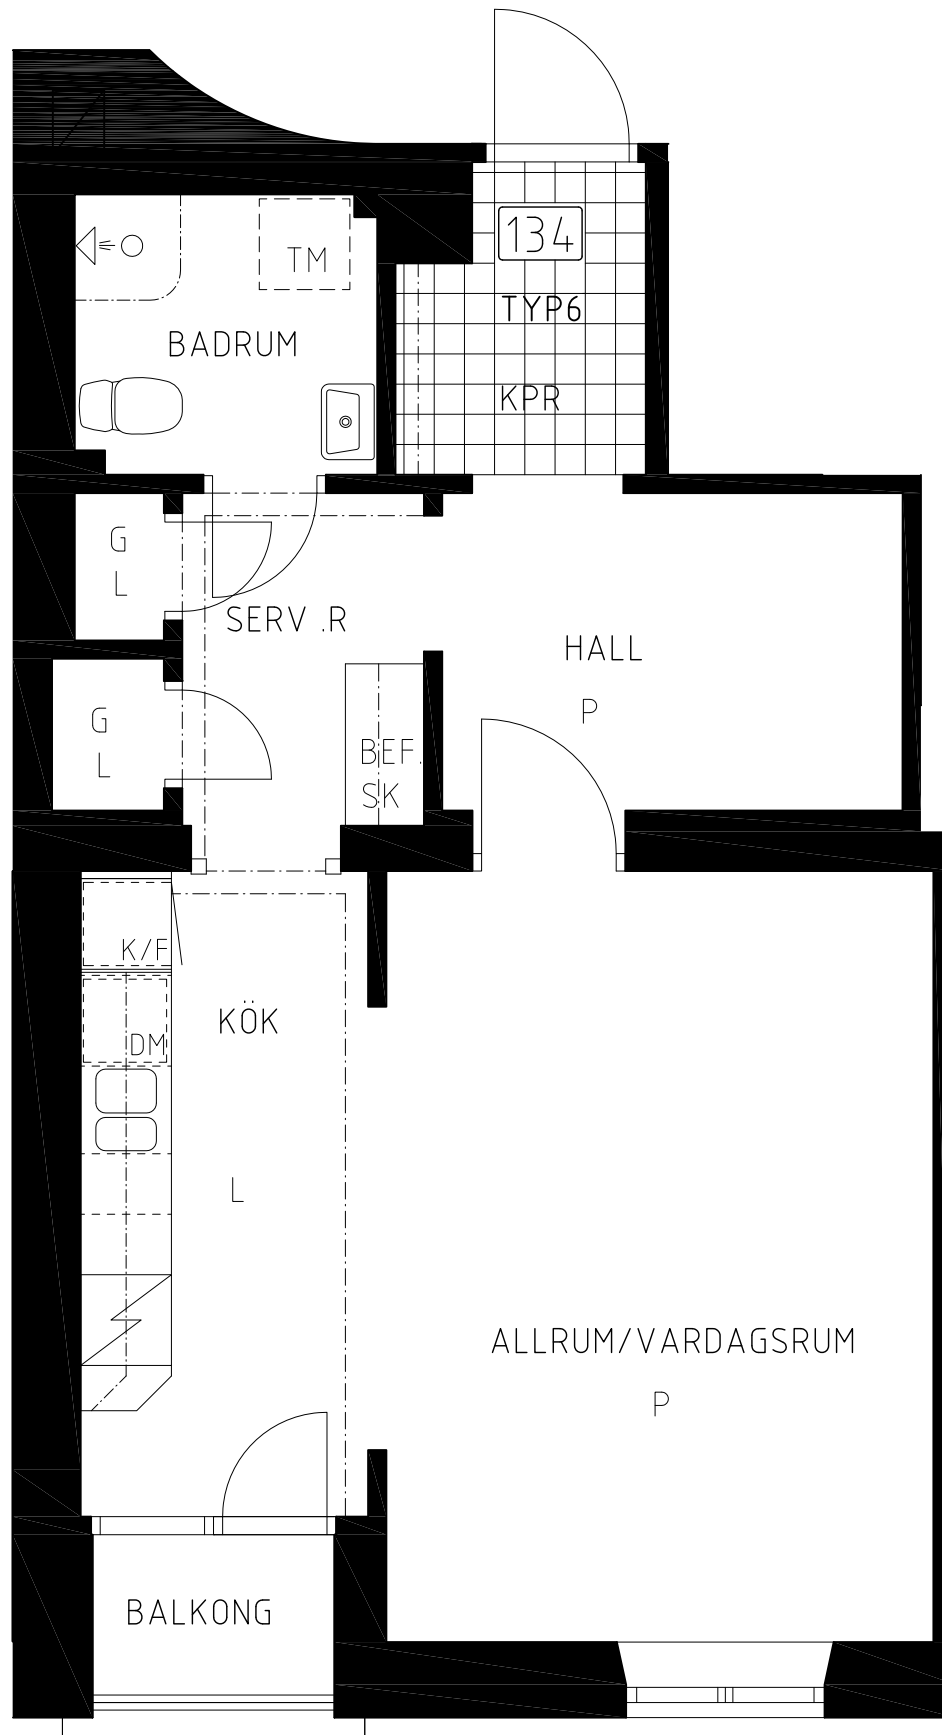 134
TM
TYP6
BADRUM
KPR
G
L
SERV .R
HALL
P
G
L
BEF.
SK
K/F
KÖK
DM
L
ALLRUM/VARDAGSRUM
P
BALKONG